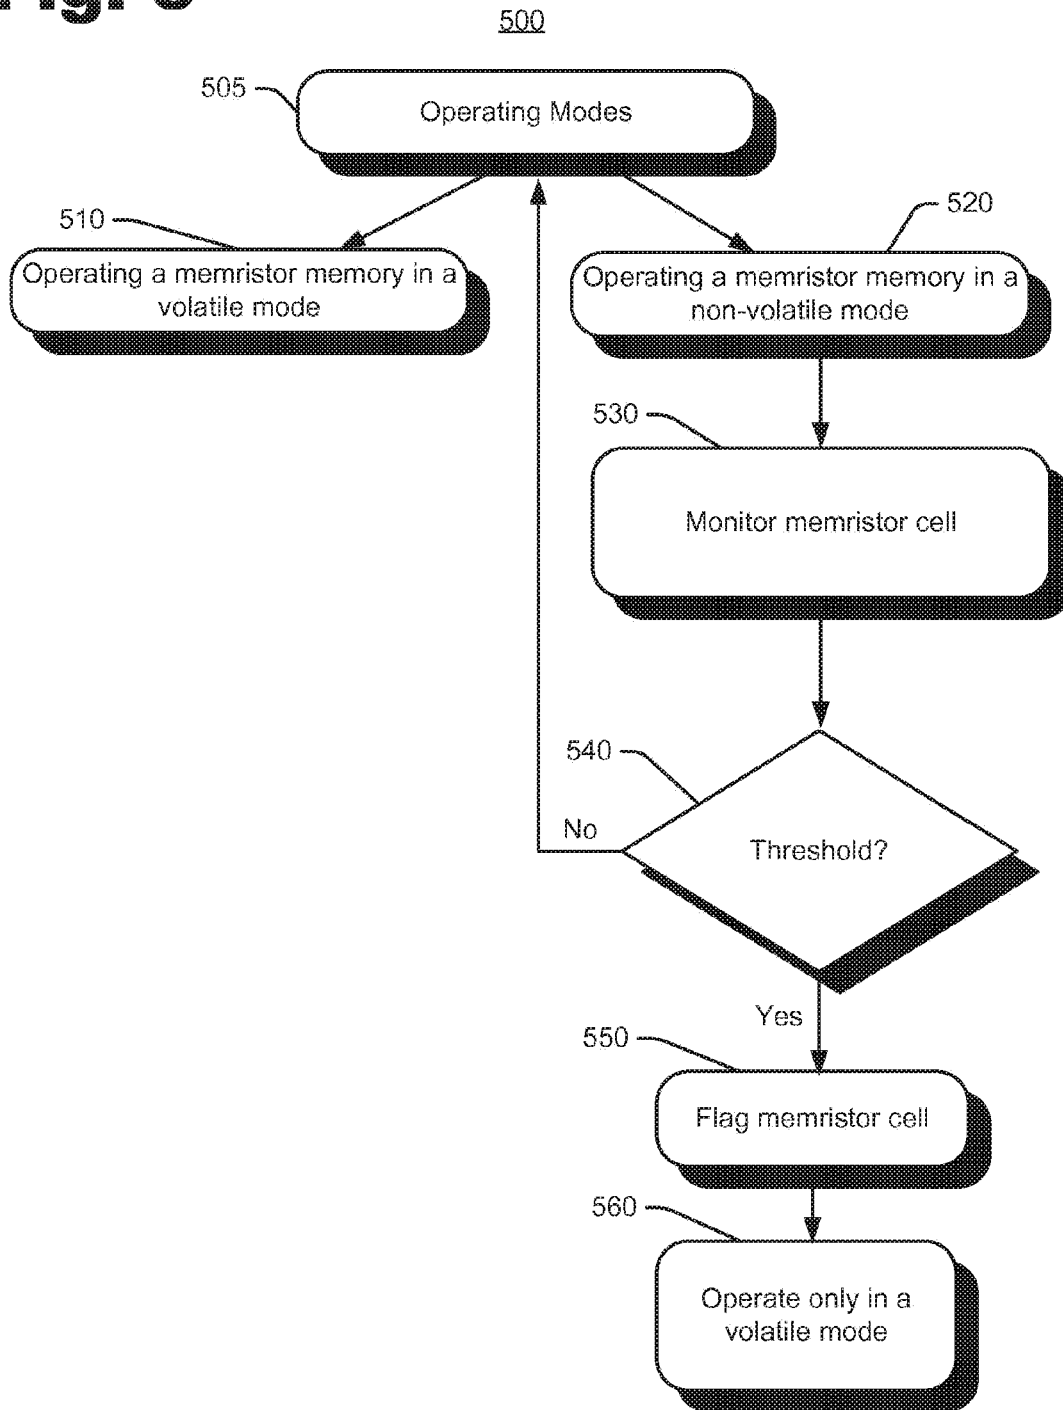 500
505
Operating Modes
510
520
Operating a memristor memory in a
volatile mode
Operating a memristor memory in a
non-volatile mode
530
Monitor memristor cell
540
No
Threshold?
Yes
550
Flag memristor cell
560
Operate only in a
volatile mode